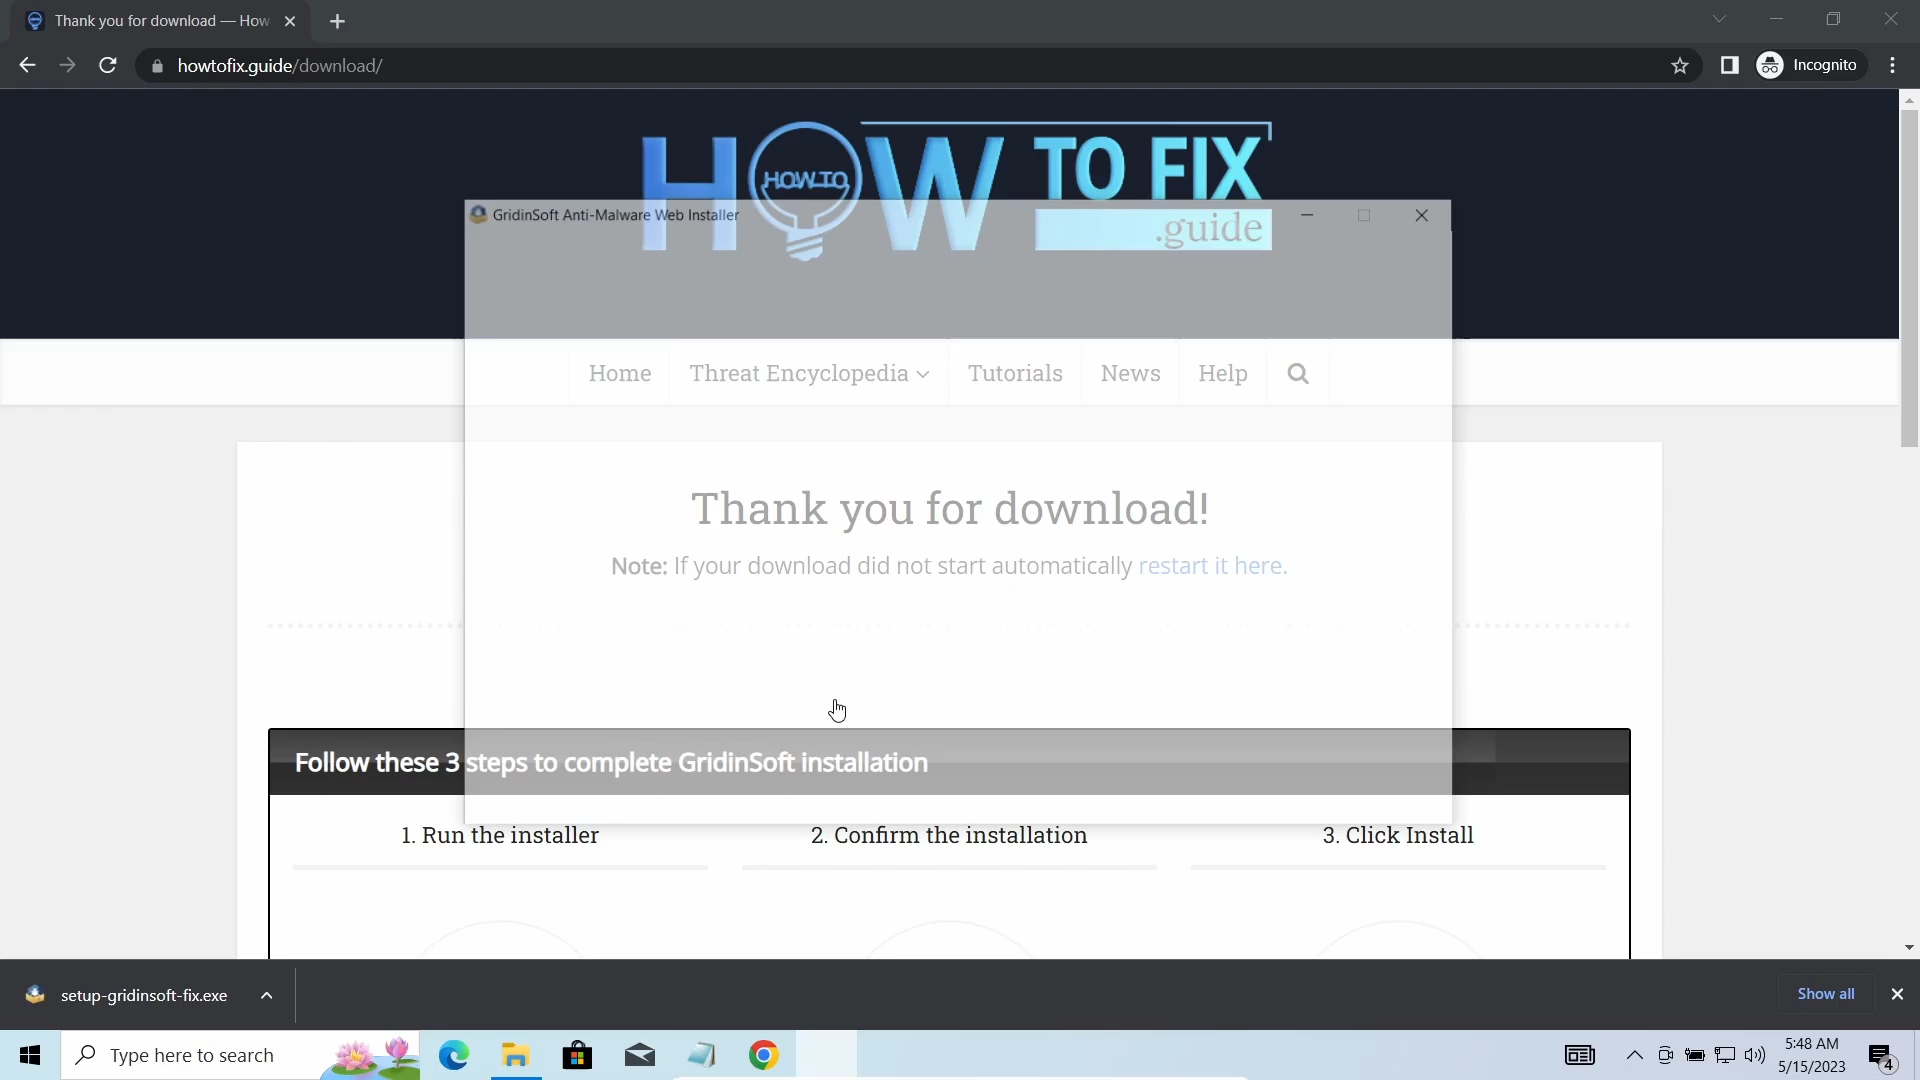 Thank you for download — How
howtofix.guide/download/
Incognito
HOW TO FIX
HOW TO
.guide
GridinSoft Anti-Malware Web Installer
Home Threat Encyclopedia Tutorials News Help
Thank you for download!
Note: If your download did not start automatically restart it here.
Follow these 3 steps to complete GridinSoft installation
1. Run the installer 2. Confirm the installation 3. Click Install
setup-gridinsoft-fix.exe
Show all
Type here to search
5:48 AM
5/15/2023
4